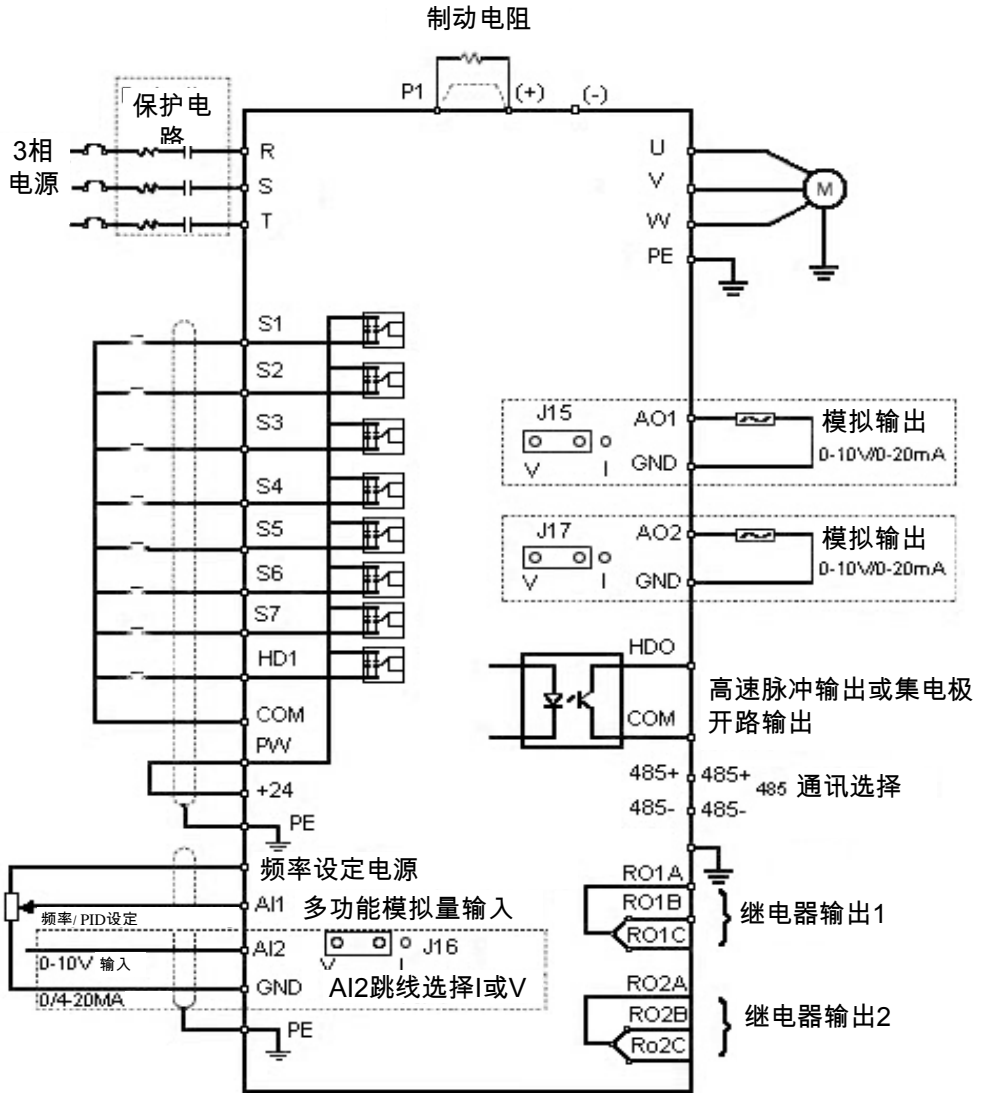 制动电阻
P1
(+)
(-)
保护电
路
3相
电源
R
S
T
U
V
W
PE
M
S1
S2
S3
S4
S5
S6
S7
HD1
COM
PW
+24
PE
J15
V
I
AO1
GND
模拟输出
0-10V/0-20mA
J17
V
I
AO2
GND
模拟输出
0-10V/0-20mA
HDO
COM
高速脉冲输出或集电极
开路输出
485+
485+
485-
485-
485 通讯选择
频率设定电源
AI1
多功能模拟量输入
频率/PID设定
AI2
J16
V
I
0-10V 输入
GND
AI2跳线选择I或V
0/4-20MA
PE
RO1A
RO1B
RO1C
继电器输出1
RO2A
RO2B
Ro2C
继电器输出2